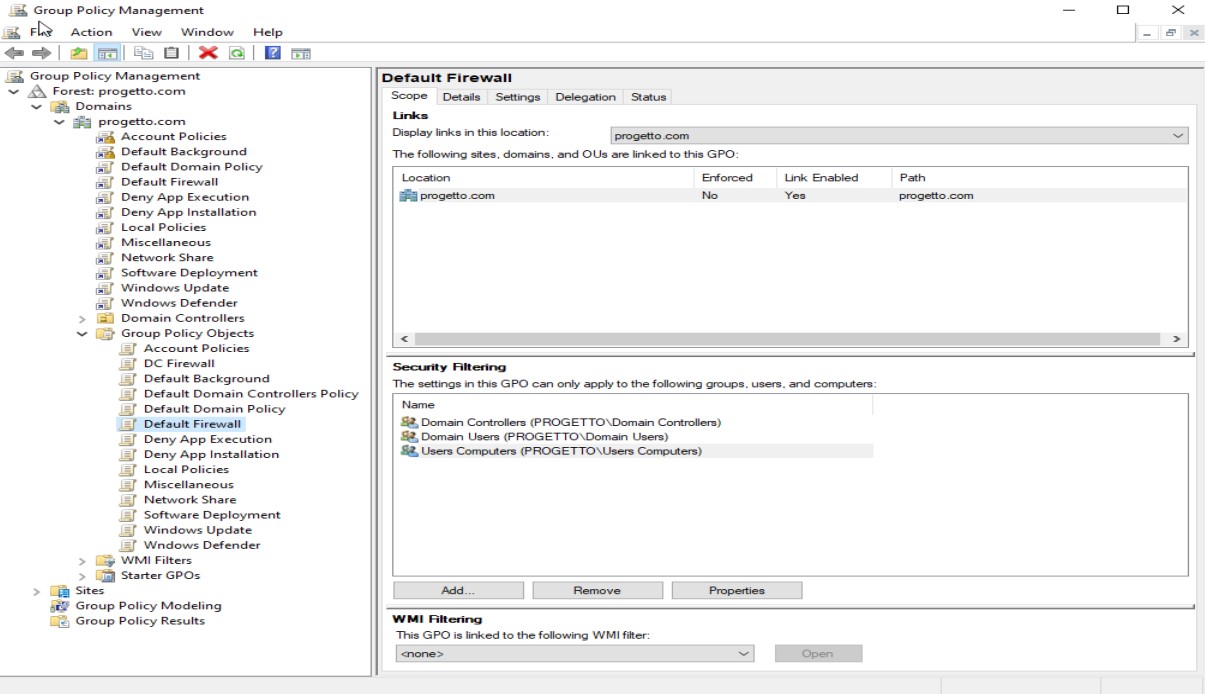 Group Policy Management
File Action View Window Help
Group Policy Management
Forest: progetto.com
Domains
progetto.com
Account Policies
Default Background
Default Domain Policy
Default Firewall
Deny App Execution
Deny App Installation
Local Policies
Miscellaneous
Network Share
Software Deployment
Windows Update
Wndows Defender
Domain Controllers
Group Policy Objects
Account Policies
DC Firewall
Default Background
Default Domain Controllers Policy
Default Domain Policy
Default Firewall
Deny App Execution
Deny App Installation
Local Policies
Miscellaneous
Network Share
Software Deployment
Windows Update
Wndows Defender
WMI Filters
Starter GPOs
Sites
Group Policy Modeling
Group Policy Results
Default Firewall
Scope Details Settings Delegation Status
Links
Display links in this location: progetto.com
The following sites, domains, and OUs are linked to this GPO:
Location Enforced Link Enabled Path
progetto.com No Yes progetto.com
Security Filtering
The settings in this GPO can only apply to the following groups, users, and computers:
Name
Domain Controllers (PROGETTO\Domain Controllers)
Domain Users (PROGETTO\Domain Users)
Users Computers (PROGETTO\Users Computers)
Add... Remove Properties
WMI Filtering
This GPO is linked to the following WMI filter:
<none> Open